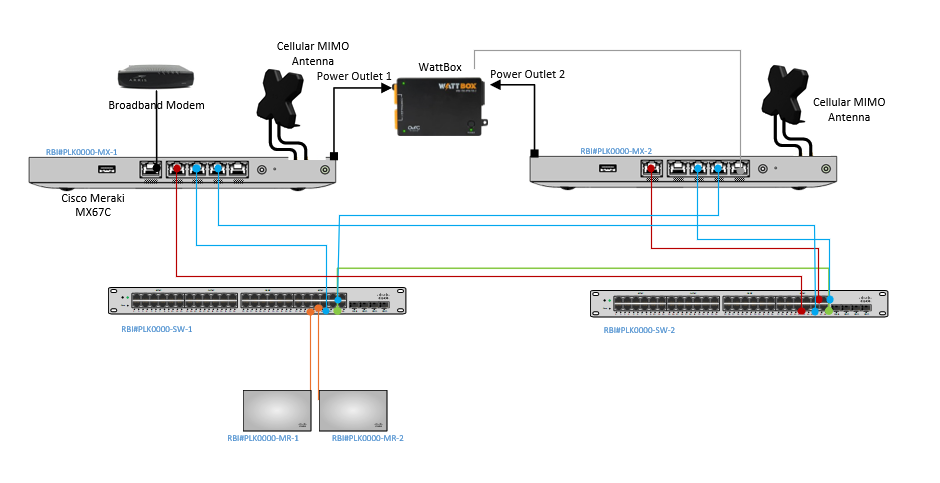 Cellular MIMO
Antenna
WattBox
Power Outlet 1
Power Outlet 2
Broadband Modem
Cellular MIMO
Antenna
WATTBOX
RBI#PLK0000-MX-1
RBI#PLK0000-MX-2
Cisco Meraki
MX67C
RBI#PLK0000-SW-1
RBI#PLK0000-SW-2
RBI#PLK0000-MR-1
RBI#PLK0000-MR-2